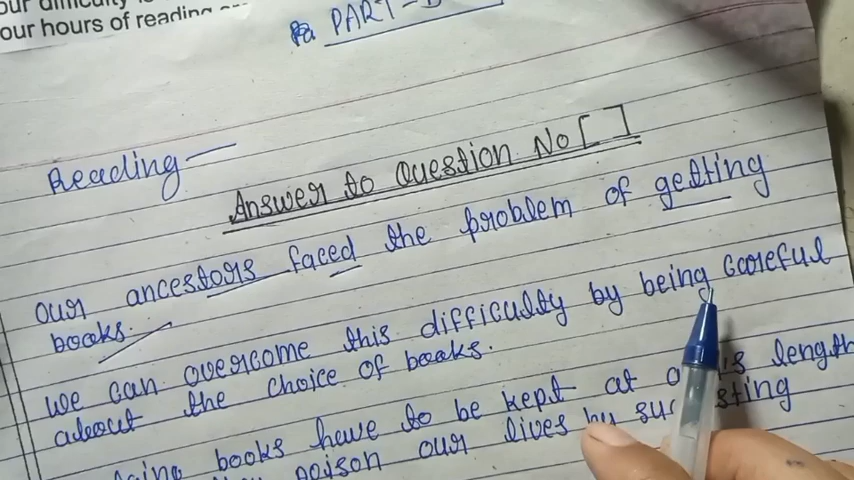 our hours of reading
PART-B
Reading—
Answer to Question No [ ]
our ancestors faced the problem of getting
books.
we can overcome this difficulty by being careful
about the choice of books.
books have to be kept at length
poison our lives by